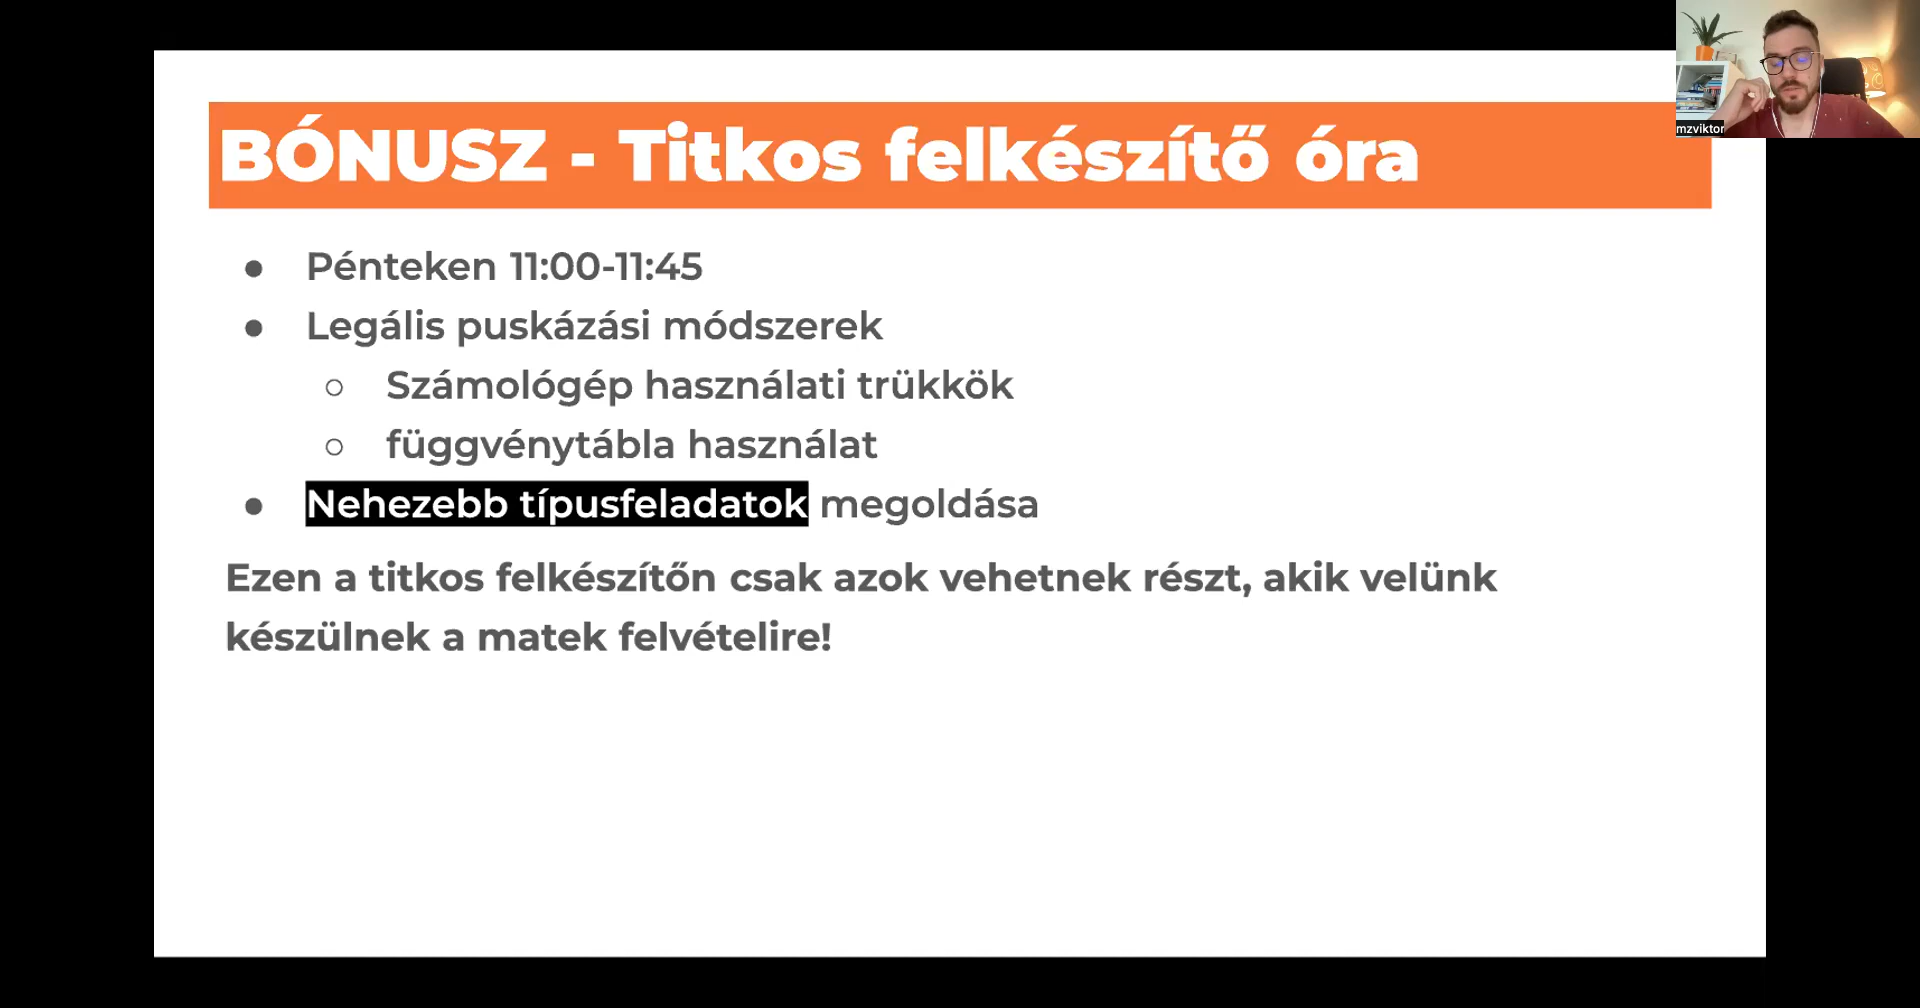 BÓNUSZ - Titkos felkészítő óra
mzviktor
● Pénteken 11:00-11:45
● Legális puskázási módszerek
○ Számológép használati trükkök
○ függvénytábla használat
● Nehezebb típusfeladatok megoldása
Ezen a titkos felkészítőn csak azok vehetnek részt, akik velünk
készülnek a matek felvételire!